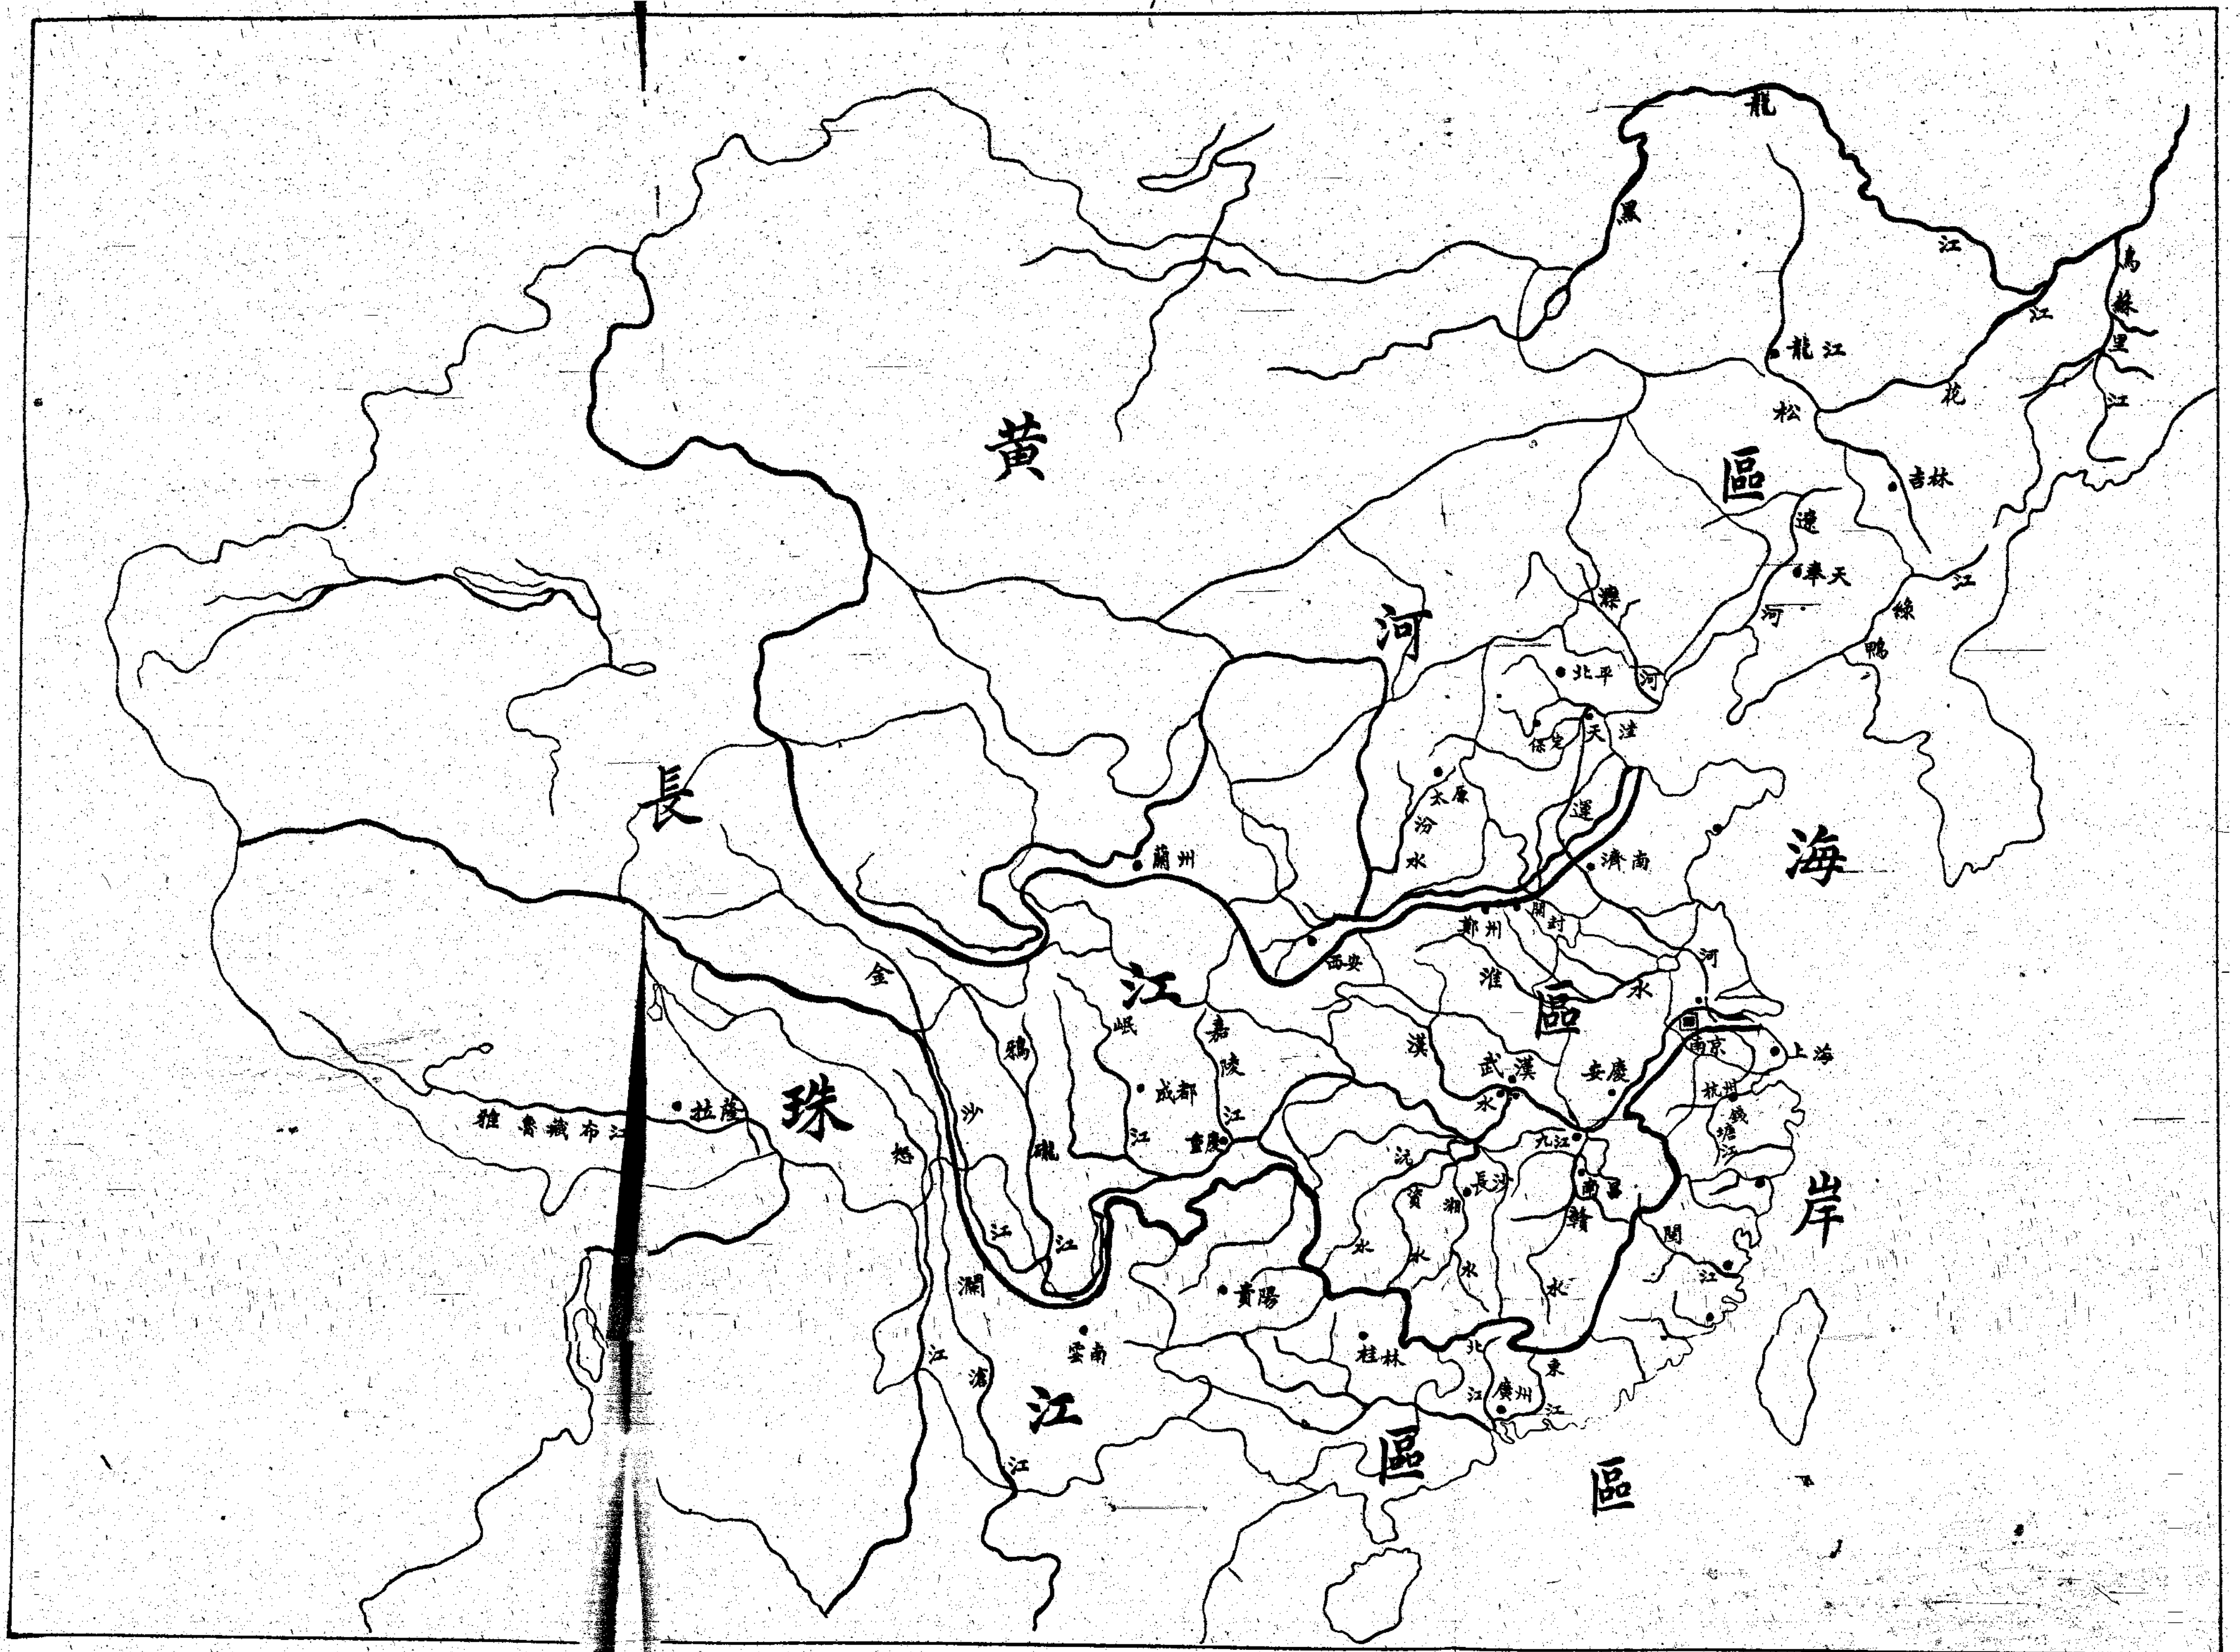 黃河區
長江區
珠江區
海岸區
黑龍江
烏蘇里江
龍江
松花江
吉林
遼河
奉天
鴨綠江
灤河
北平
天津
保定
太原
汾水
運河
濟南
蘭州
開封
鄭州
西安
淮水
金沙江
鴉礲江
岷江
嘉陵江
成都
重慶
漢水
武漢
安慶
南京
上海
杭州
錢塘江
九江
南昌
贛水
長沙
沅水
資水
湘水
閩江
拉薩
雅魯藏布江
怒江
瀾滄江
貴陽
雲南
桂林
北江
東江
廣州